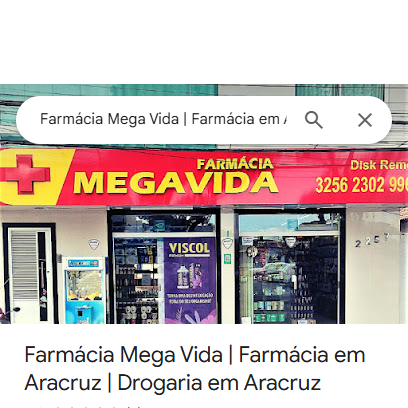 Farmácia Mega Vida | Farmácia em A
FARMÁCIA
MEGAVIDA
Disk Rem
3256 2302 99
VISCOL
Farmácia Mega Vida | Farmácia em
Aracruz | Drogaria em Aracruz